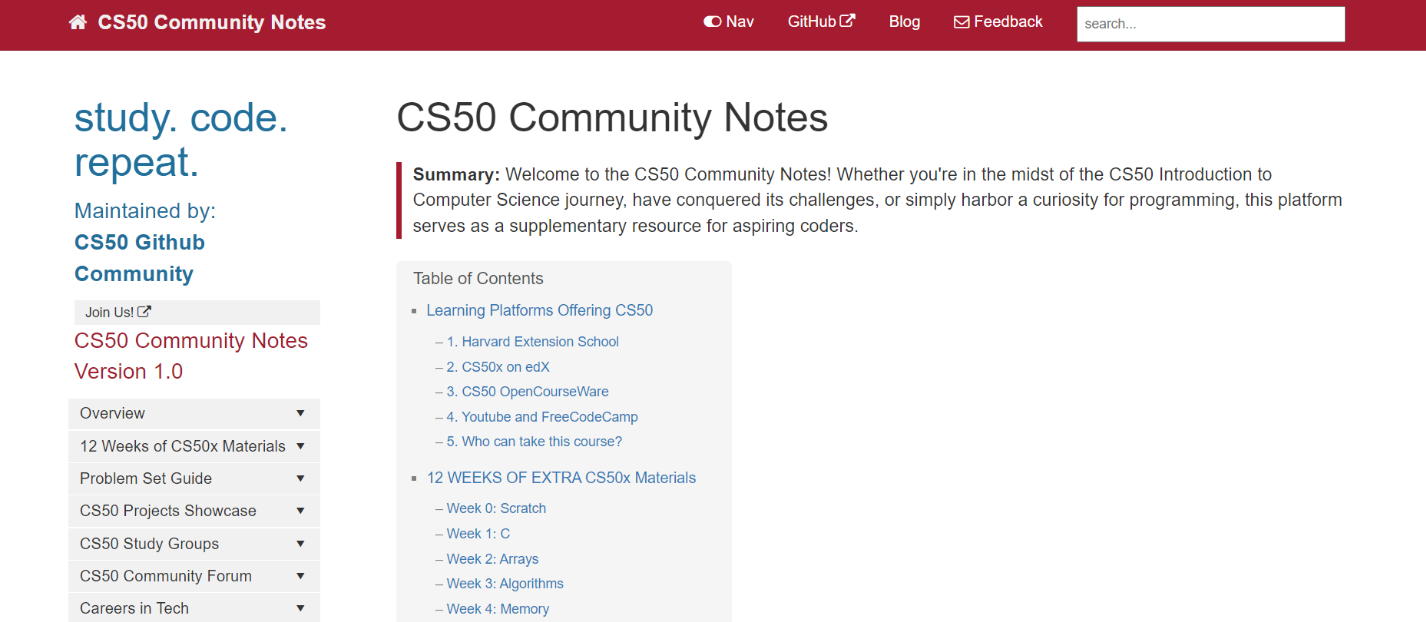 CS50 Community Notes
Nav
GitHub
Blog
Feedback
search...
study. code.
repeat.
Maintained by:
CS50 Github
Community
Join Us!
CS50 Community Notes
Version 1.0
Overview
12 Weeks of CS50x Materials
Problem Set Guide
CS50 Projects Showcase
CS50 Study Groups
CS50 Community Forum
Careers in Tech
CS50 Community Notes
Summary: Welcome to the CS50 Community Notes! Whether you're in the midst of the CS50 Introduction to
Computer Science journey, have conquered its challenges, or simply harbor a curiosity for programming, this platform
serves as a supplementary resource for aspiring coders.
Table of Contents
Learning Platforms Offering CS50
– 1. Harvard Extension School
– 2. CS50x on edX
– 3. CS50 OpenCourseWare
– 4. Youtube and FreeCodeCamp
– 5. Who can take this course?
12 WEEKS OF EXTRA CS50x Materials
– Week 0: Scratch
– Week 1: C
– Week 2: Arrays
– Week 3: Algorithms
– Week 4: Memory